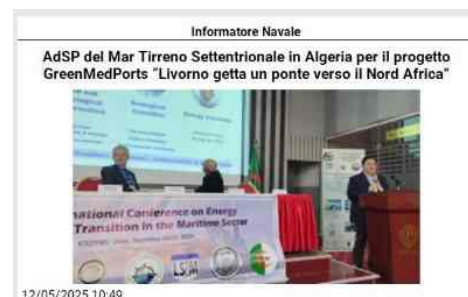 Informatore Navale
AdSP del Mar Tirreno Settentrionale in Algeria per il progetto
GreenMedPorts “Livorno getta un ponte verso il Nord Africa”
national Conference on Energy
Transition in the Maritime Sector
12/05/2025 10:49